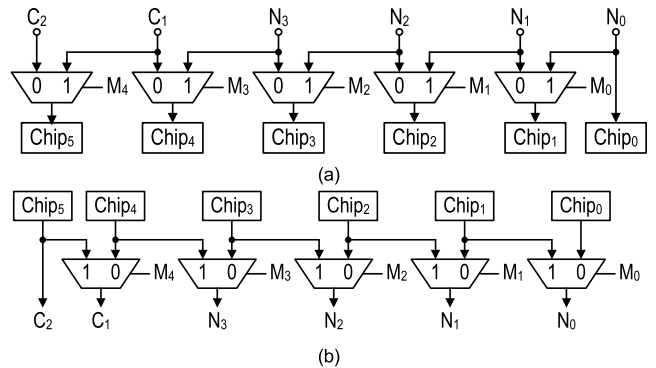 C2 C1 N3 N2 N1 N0
0 1 M4 0 1 M3 0 1 M2 0 1 M1 0 1 M0
Chip5 Chip4 Chip3 Chip2 Chip1 Chip0
(a)
Chip5 Chip4 Chip3 Chip2 Chip1 Chip0
1 0 M4 1 0 M3 1 0 M2 1 0 M1 1 0 M0
C2 C1 N3 N2 N1 N0
(b)